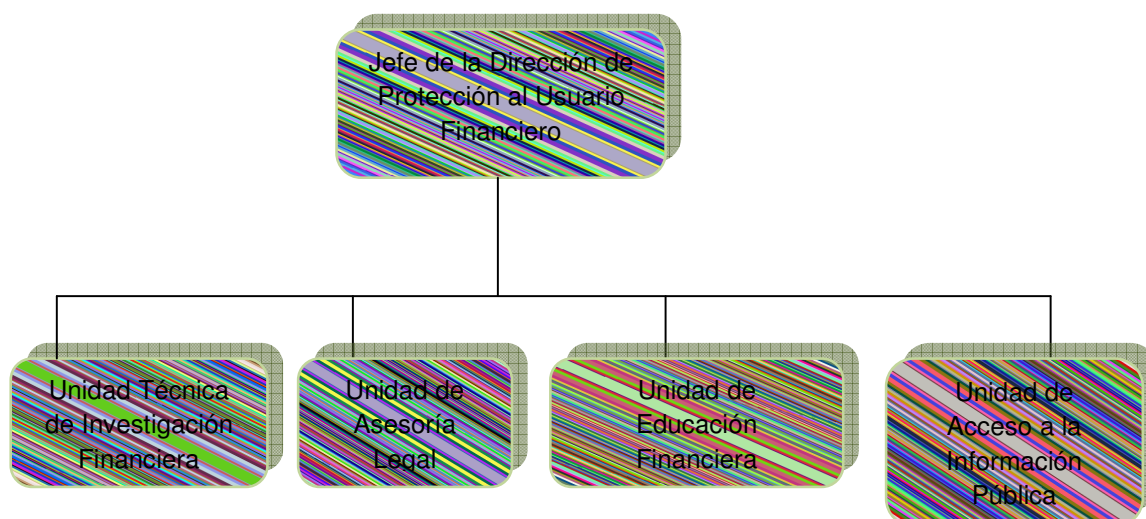 Jefe de la Dirección de
Protección al Usuario
Financiero
Unidad Técnica
de Investigación
Financiera
Unidad de
Asesoría
Legal
Unidad de
Educación
Financiera
Unidad de
Acceso a la
Información
Pública